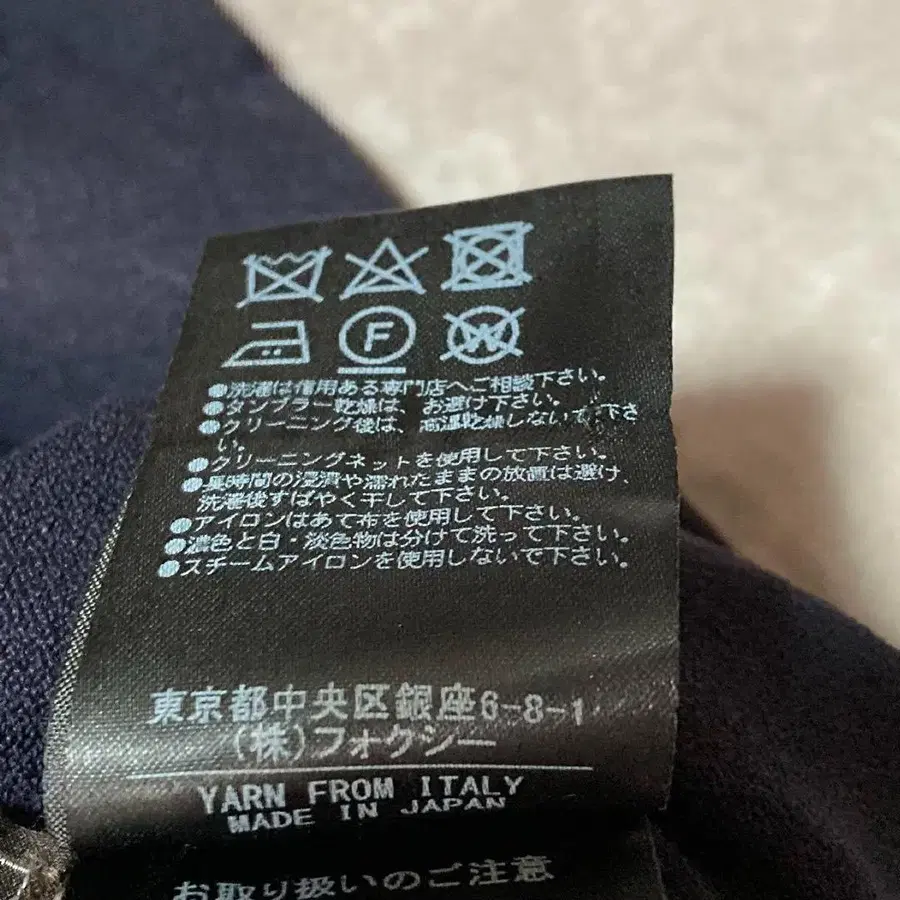 F
W
●洗濯は信用ある専門店へご相談下さい。
●タンブラー乾燥は、お避け下さい。
●クリーニング後は、高温乾燥しないで下さ
い。
●クリーニングネットを使用して下さい。
●長時間の浸漬や濡れたままの放置は避け、
洗濯後すばやく干して下さい。
●アイロンはあて布を使用して下さい。
●濃色と白・淡色物は分けて洗って下さい。
●スチームアイロンを使用しないで下さい。
東京都中央区銀座6-8-1
(株)フォクシー
YARN FROM ITALY
MADE IN JAPAN
お取り扱いのご注意